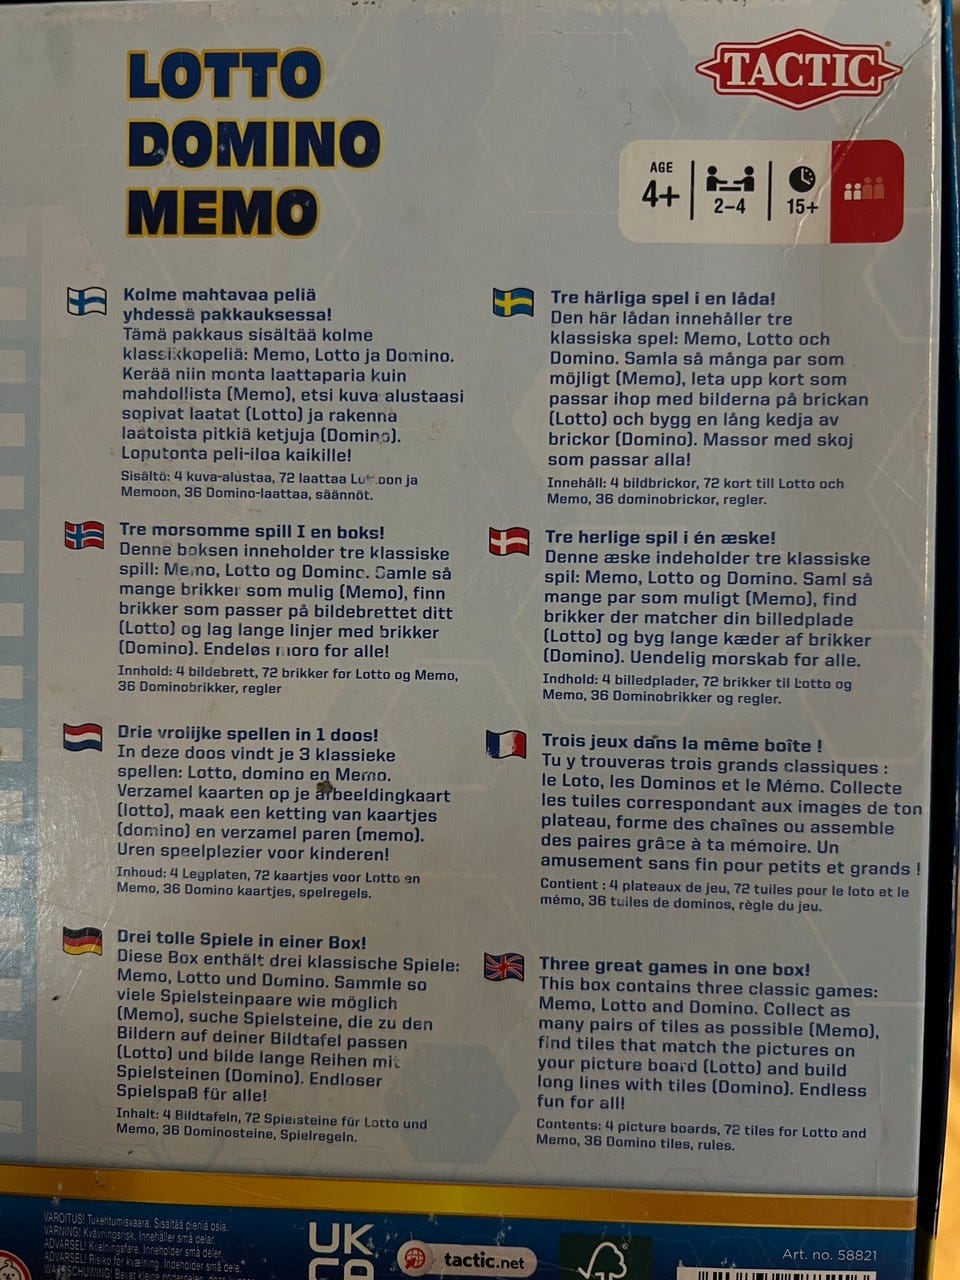 LOTTO
DOMINO
MEMO
TACTIC
AGE
4+
2–4
15+
Kolme mahtavaa peliä
yhdessä pakkauksessa!
Tämä pakkaus sisältää kolme
klassikkopeliä: Memo, Lotto ja Domino.
Kerää niin monta laattaparia kuin
mahdollista (Memo), etsi kuva-alustaasi
sopivat laatat (Lotto) ja rakenna
laatoista pitkiä ketjuja (Domino).
Loputonta peli-iloa kaikille!
Sisältö: 4 kuva-alustaa, 72 laattaa Lottoon ja
Memoon, 36 Domino-laattaa, säännöt.
Tre härliga spel i en låda!
Den här lådan innehåller tre
klassiska spel: Memo, Lotto och
Domino. Samla så många par som
möjligt (Memo), leta upp kort som
passar ihop med bilderna på brickan
(Lotto) och bygg en lång kedja av
brickor (Domino). Massor med skoj
som passar alla!
Innehåll: 4 bildbrickor, 72 kort till Lotto och
Memo, 36 dominobrickor, regler.
Tre morsomme spill I en boks!
Denne boksen inneholder tre klassiske
spill: Memo, Lotto og Domino. Samle så
mange brikker som mulig (Memo), finn
brikker som passer på bildebrettet ditt
(Lotto) og lag lange linjer med brikker
(Domino). Endeløs moro for alle!
Innhold: 4 bildebrett, 72 brikker for Lotto og Memo,
36 Dominobrikker, regler
Tre herlige spil i én æske!
Denne æske indeholder tre klassiske
spil: Memo, Lotto og Domino. Saml så
mange par som muligt (Memo), find
brikker der matcher din billedplade
(Lotto) og byg lange kæder af brikker
(Domino). Uendelig morskab for alle.
Indhold: 4 billedplader, 72 brikker til Lotto og
Memo, 36 Dominobrikker og regler.
Drie vrolijke spellen in 1 doos!
In deze doos vindt je 3 klassieke
spellen: Lotto, domino en Memo.
Verzamel kaarten op je afbeeldingkaart
(lotto), maak een ketting van kaartjes
(domino) en verzamel paren (memo).
Uren speelplezier voor kinderen!
Inhoud: 4 Legplaten, 72 kaartjes voor Lotto en
Memo, 36 Domino kaartjes, spelregels.
Trois jeux dans la même boîte !
Tu y trouveras trois grands classiques :
le Loto, les Dominos et le Mémo. Collecte
les tuiles correspondant aux images de ton
plateau, forme des chaînes ou assemble
des paires grâce à ta mémoire. Un
amusement sans fin pour petits et grands !
Contient : 4 plateaux de jeu, 72 tuiles pour le loto et le
mémo, 36 tuiles de dominos, règle du jeu.
Drei tolle Spiele in einer Box!
Diese Box enthält drei klassische Spiele:
Memo, Lotto und Domino. Sammle so
viele Spielsteinpaare wie möglich
(Memo), suche Spielsteine, die zu den
Bildern auf deiner Bildtafel passen
(Lotto) und bilde lange Reihen mit
Spielsteinen (Domino). Endloser
Spielspaß für alle!
Inhalt: 4 Bildtafeln, 72 Spielsteine für Lotto und
Memo, 36 Dominosteine, Spielregeln.
Three great games in one box!
This box contains three classic games:
Memo, Lotto and Domino. Collect as
many pairs of tiles as possible (Memo),
find tiles that match the pictures on
your picture board (Lotto) and build
long lines with tiles (Domino). Endless
fun for all!
Contents: 4 picture boards, 72 tiles for Lotto and
Memo, 36 Domino tiles, rules.
VAROITUS! Tukehtumisvaara. Sisältää pieniä osia.
VARNING! Kvävningsrisk. Innehåller små delar.
ADVARSEL! Kvelningsfare. Inneholder små deler.
ADVARSEL! Risiko for kvælning. Indeholder små dele.
UK
CA
tactic.net
FSC
Art. no. 58821